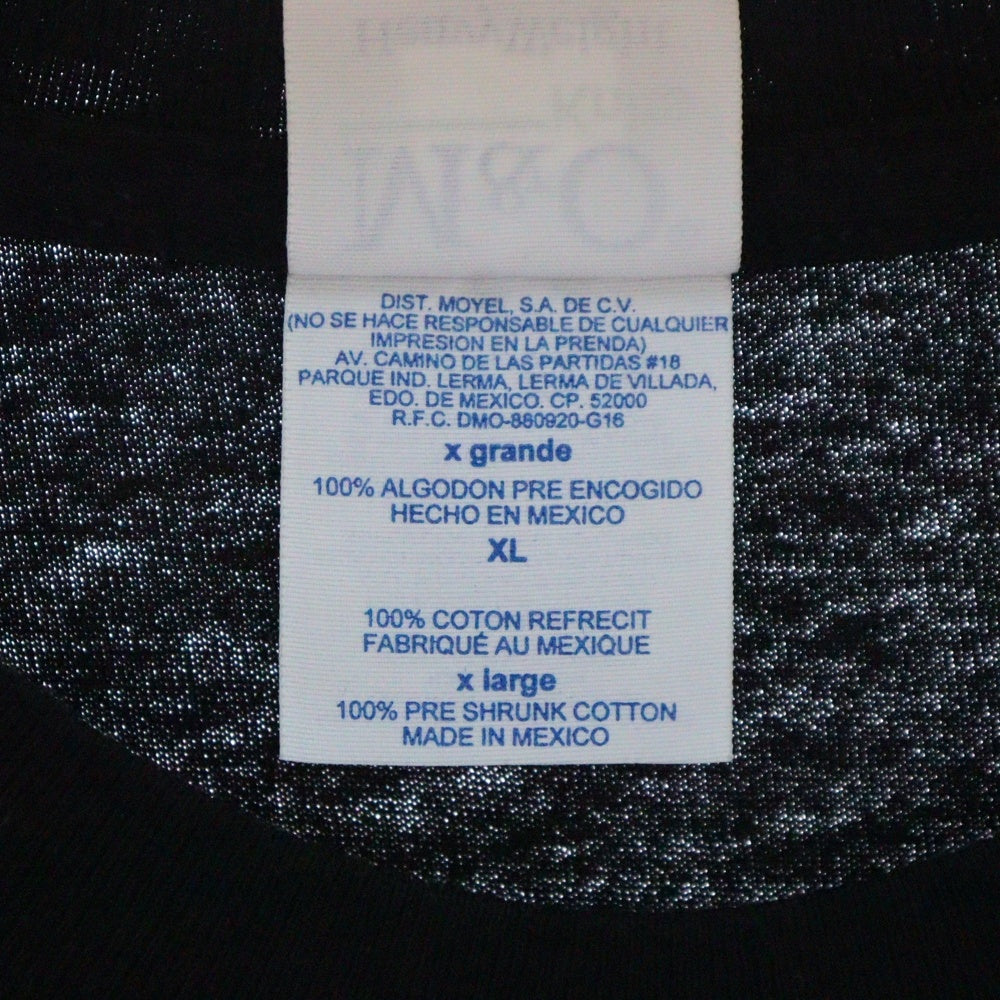 HeavyWeight
Knits
M&O
DIST. MOYEL, S.A. DE C.V.
(NO SE HACE RESPONSABLE DE CUALQUIER
IMPRESION EN LA PRENDA)
AV. CAMINO DE LAS PARTIDAS #18
PARQUE IND. LERMA, LERMA DE VILLADA,
EDO. DE MEXICO. CP. 52000
R.F.C. DMO-880920-G16
x grande
100% ALGODON PRE ENCOGIDO
HECHO EN MEXICO
XL
100% COTON REFRECIT
FABRIQUÉ AU MEXIQUE
x large
100% PRE SHRUNK COTTON
MADE IN MEXICO